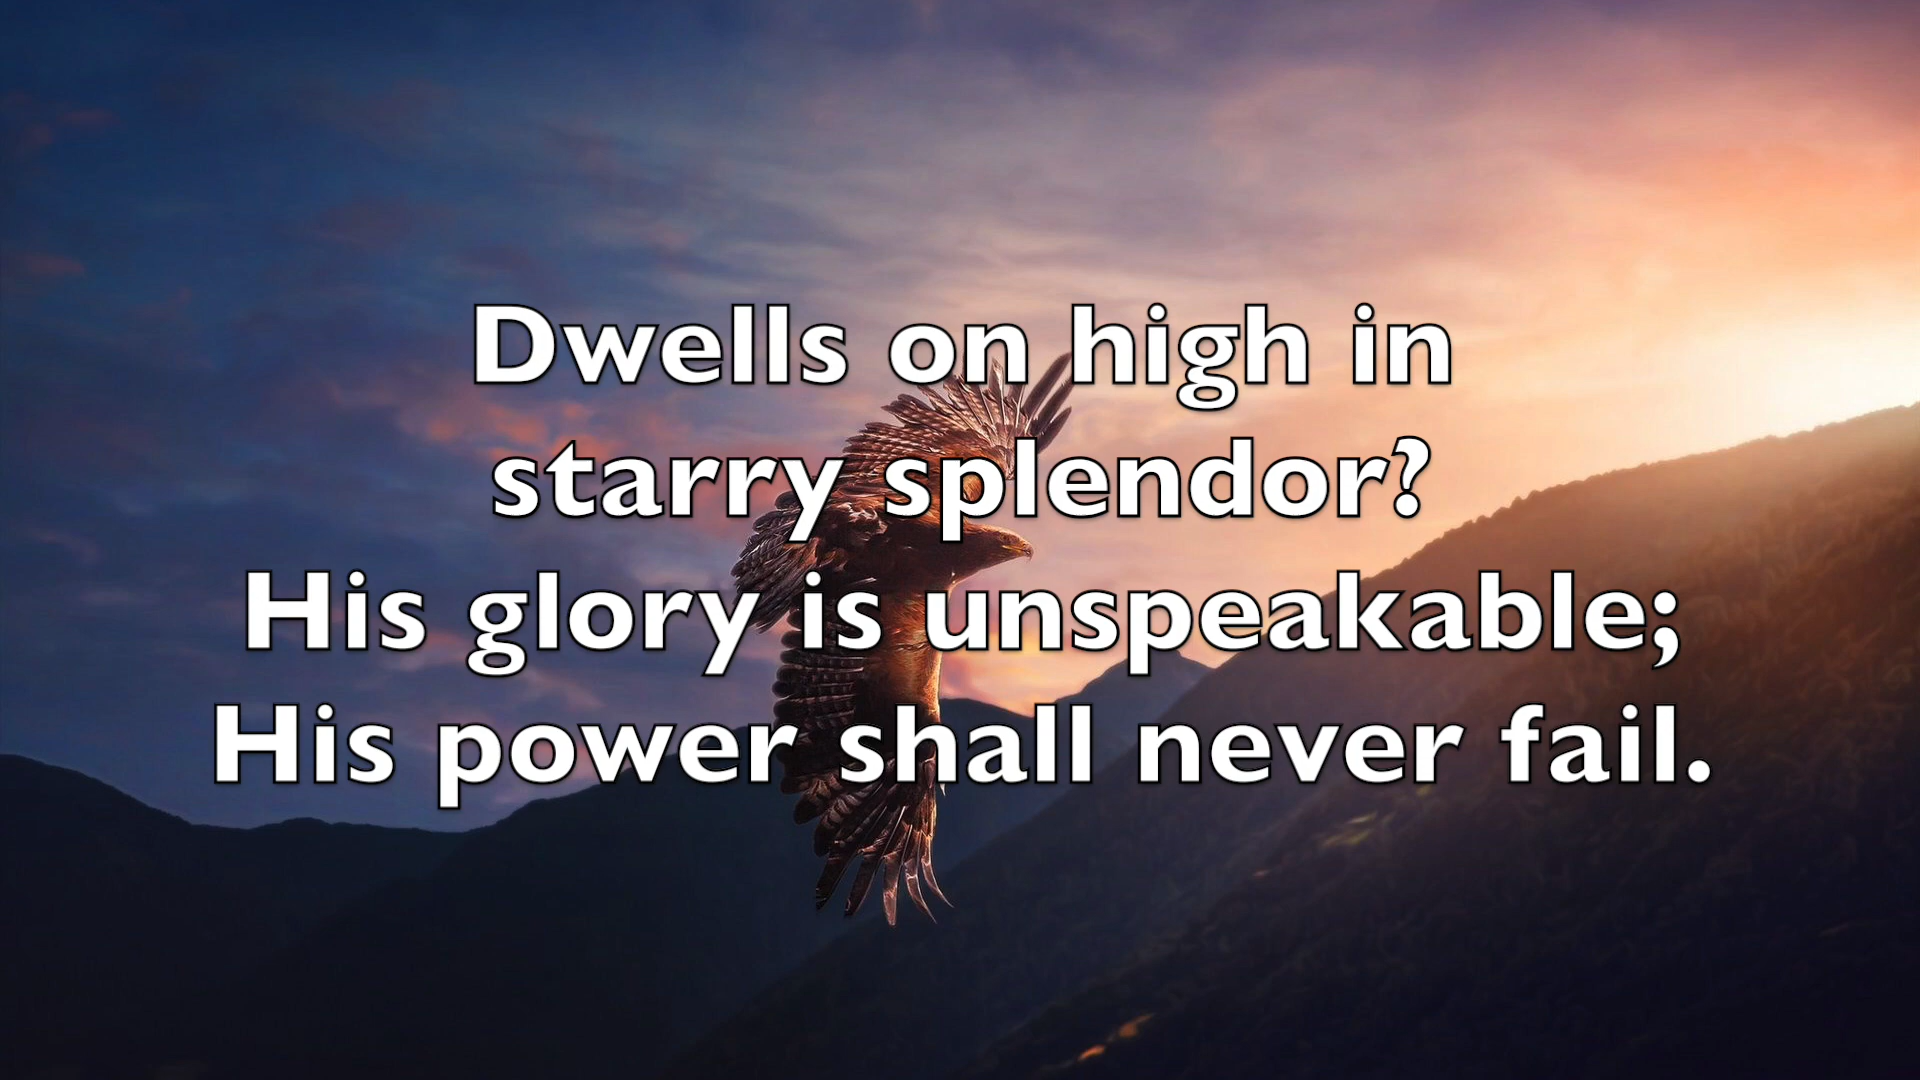 Dwells on high in
starry splendor?
His glory is unspeakable;
His power shall never fail.